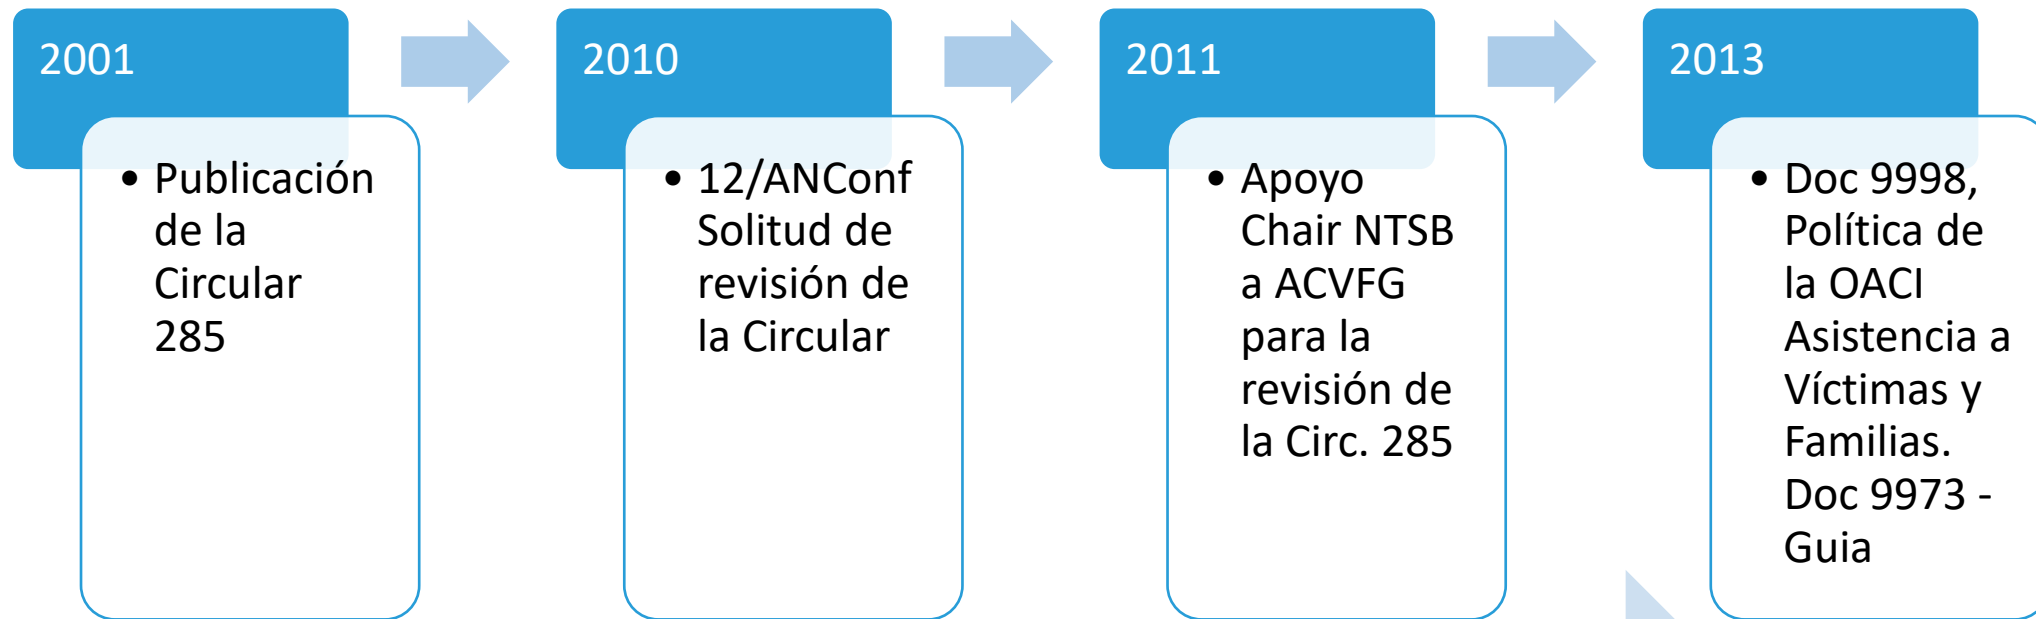 2001
• Publicación
de la
Circular
285
2010
• 12/ANConf
Solitud de
revisión de
la Circular
2011
• Apoyo
Chair NTSB
a ACVFG
para la
revisión de
la Circ. 285
2013
• Doc 9998,
Política de
la OACI
Asistencia a
Víctimas y
Familias.
Doc 9973 -
Guia